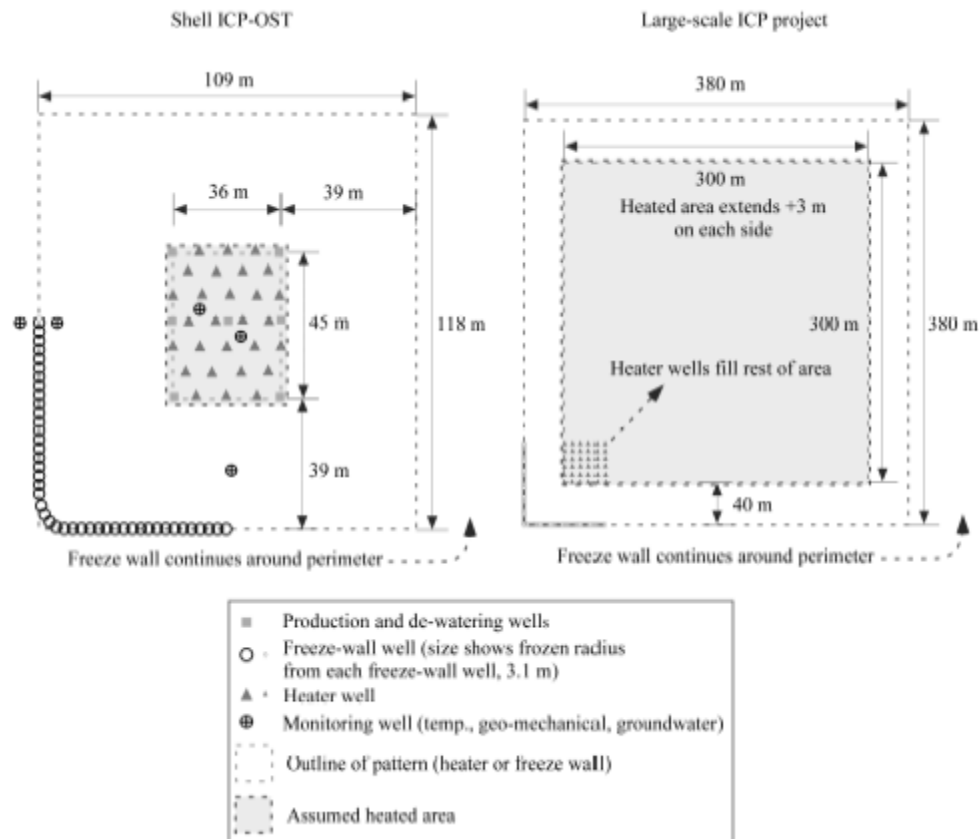 Shell ICP-OST
Large-scale ICP project
109 m
380 m
36 m
39 m
300 m
Heated area extends +3 m
on each side
45 m
118 m
300 m
380 m
Heater wells fill rest of area
39 m
40 m
Freeze wall continues around perimeter
Freeze wall continues around perimeter
Production and de-watering wells
Freeze-wall well (size shows frozen radius
from each freeze-wall well, 3.1 m)
Heater well
Monitoring well (temp., geo-mechanical, groundwater)
Outline of pattern (heater or freeze wall)
Assumed heated area